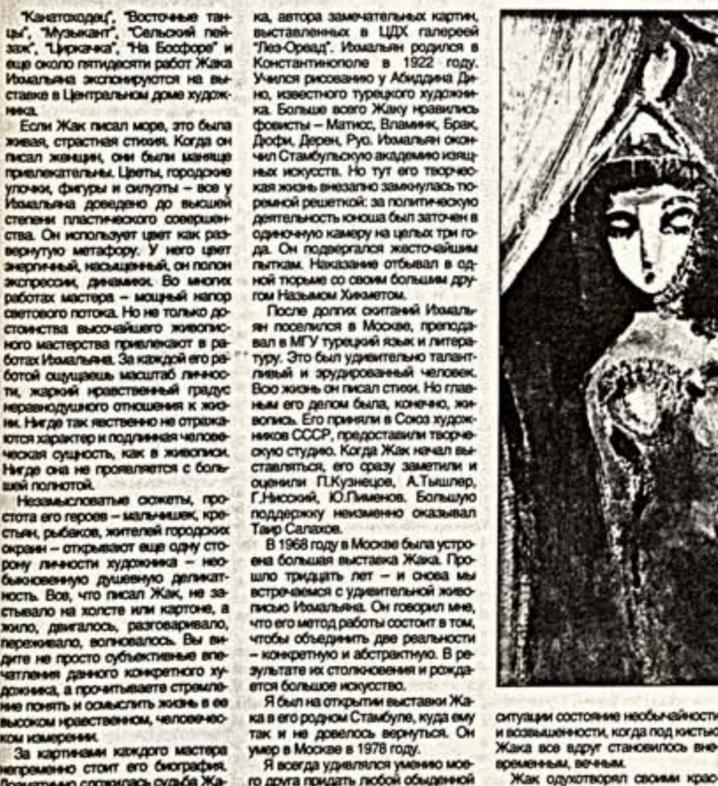 "Канатоходец", "Восточные тан-
цы", "Музыкант", "Сельский пей-
заж", "Циркачка", "На Босфоре" и
еще около пятидесяти работ Жака
Ихмальяна экспонируются на вы-
ставке в Центральном доме худож-
ника.
Если Жак писал море, это была
живая, страстная стихия. Когда он
писал женщин, они были маняще
привлекательны. Цветы, городские
улочки, фигуры и силуэты – все у
Ихмальяна доведено до высшей
степени пластического совершен-
ства. Он использует цвет как раз-
вернутую метафору. У него цвет
энергичный, насыщенный, он полон
экспрессии, динамики. Во многих
работах мастера – мощный напор
светового потока. Но не только до-
стоинства высочайшего живопис-
ного мастерства привлекают в ра-
ботах Ихмальяна. За каждой его ра-
ботой ощущаешь масштаб личнос-
ти, жаркий нравственный градус
неравнодушного отношения к жиз-
ни. Нигде так явственно не отража-
ются характер и подлинная челове-
ческая сущность, как в живописи.
Нигде она не проявляется с боль-
шей полнотой.
Незамысловатые сюжеты, про-
стота его героев – мальчишек, кре-
стьян, рыбаков, жителей городских
окраин – открывают еще одну сто-
рону личности художника – нео-
быкновенную душевную деликат-
ность. Все, что писал Жак, не за-
стывало на холсте или картоне, а
жило, двигалось, разговаривало,
переживало, волновалось. Вы ви-
дите не просто субъективные впе-
чатления данного конкретного ху-
дожника, а прочитываете стремле-
ние понять и осмыслить жизнь в ее
высоком нравственном, человечес-
ком измерении.
За картинами каждого мастера
непременно стоит его биография.
Драматично сложилась судьба Жа-
ка, автора замечательных картин,
выставленных в ЦДХ галереей
"Лез-Ореад". Ихмальян родился в
Константинополе в 1922 году.
Учился рисованию у Абиддина Ди-
но, известного турецкого художни-
ка. Больше всего Жаку нравились
фовисты – Матисс, Вламинк, Брак,
Дюфи, Дерен, Руо. Ихмальян окон-
чил Стамбульскую академию изящ-
ных искусств. Но тут его творчес-
кая жизнь внезапно замкнулась тю-
ремной решеткой: за политическую
деятельность юноша был заточен в
одиночную камеру на целых три го-
да. Он подвергался жесточайшим
пыткам. Наказание отбывал в од-
ной тюрьме со своим большим дру-
гом Назымом Хикметом.
После долгих скитаний Ихмаль-
ян поселился в Москве, препода-
вал в МГУ турецкий язык и литера-
туру. Это был удивительно талант-
ливый и эрудированный человек.
Всю жизнь он писал стихи. Но глав-
ным его делом была, конечно, жи-
вопись. Его приняли в Союз худож-
ников СССР, предоставили творче-
скую студию. Когда Жак начал вы-
ставляться, его сразу заметили и
оценили П.Кузнецов, А.Тышлер,
Г.Нисский, Ю.Пименов. Большую
поддержку неизменно оказывал
Таир Салахов.
В 1968 году в Москве была устро-
ена большая выставка Жака. Про-
шло тридцать лет – и снова мы
встречаемся с удивительной живо-
писью Ихмальяна. Он говорил мне,
что его метод работы состоит в том,
чтобы объединить две реальности
– конкретную и абстрактную. В ре-
зультате их столкновения и рожда-
ется большое искусство.
Я был на открытии выставки Жа-
ка в его родном Стамбуле, куда ему
так и не довелось вернуться. Он
умер в Москве в 1978 году.
Я всегда удивлялся умению мое-
го друга придать любой обыденной
ситуации состояние необычайности
и возвышенности, когда под кистью
Жака все вдруг становилось вне-
временным, вечным.
Жак одухотворял своими крас-